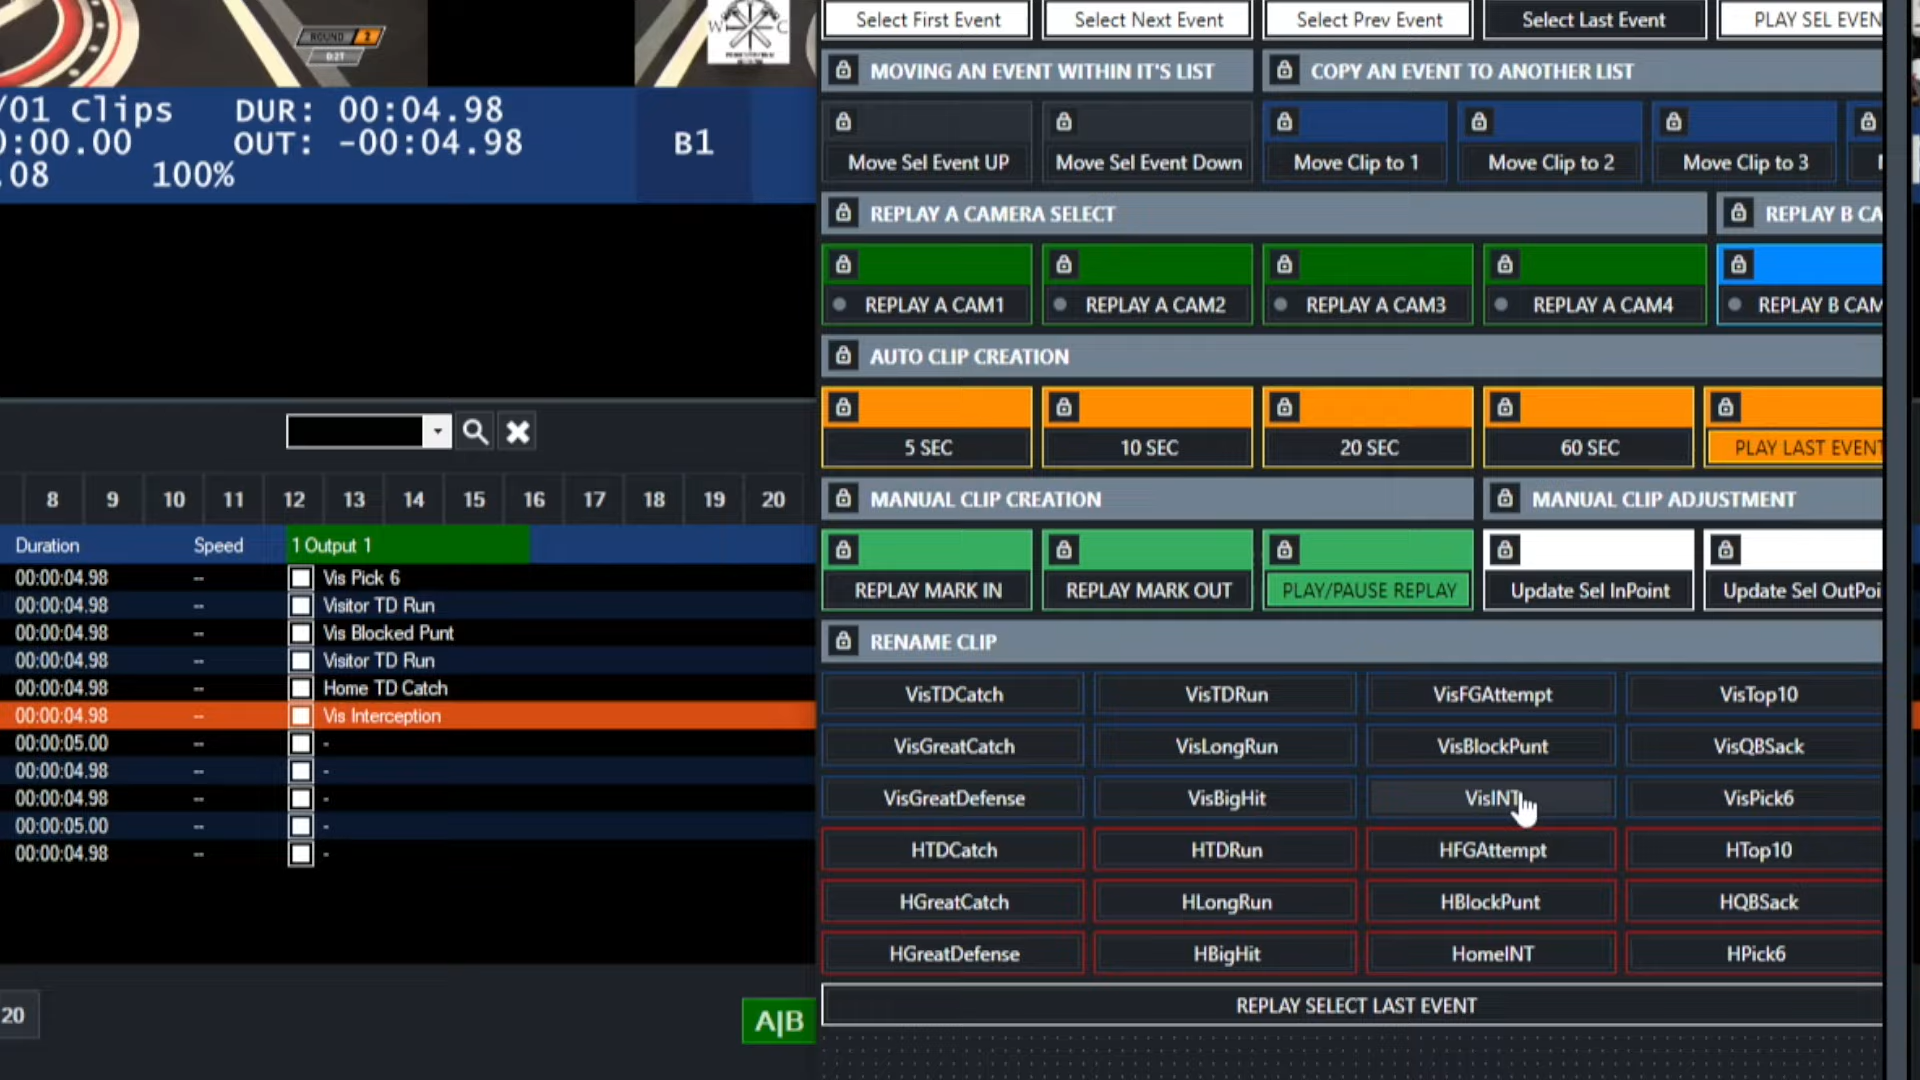 ROUND 2
D2T
W C
/01 Clips DUR: 00:04.98
0:00.00 OUT: -00:04.98
.08 100%
B1
8 9 10 11 12 13 14 15 16 17 18 19 20
Duration Speed 1 Output 1
00:00:04.98 -- Vis Pick 6
00:00:04.98 -- Visitor TD Run
00:00:04.98 -- Vis Blocked Punt
00:00:04.98 -- Visitor TD Run
00:00:04.98 -- Home TD Catch
00:00:04.98 -- Vis Interception
00:00:05.00 -- -
00:00:04.98 -- -
00:00:04.98 -- -
00:00:05.00 -- -
00:00:04.98 -- -
20
A|B
Select First Event Select Next Event Select Prev Event Select Last Event PLAY SEL EVEN
MOVING AN EVENT WITHIN IT'S LIST COPY AN EVENT TO ANOTHER LIST
Move Sel Event UP Move Sel Event Down Move Clip to 1 Move Clip to 2 Move Clip to 3
REPLAY A CAMERA SELECT REPLAY B CA
REPLAY A CAM1 REPLAY A CAM2 REPLAY A CAM3 REPLAY A CAM4 REPLAY B CAM
AUTO CLIP CREATION
5 SEC 10 SEC 20 SEC 60 SEC PLAY LAST EVENT
MANUAL CLIP CREATION MANUAL CLIP ADJUSTMENT
REPLAY MARK IN REPLAY MARK OUT PLAY/PAUSE REPLAY Update Sel InPoint Update Sel OutPoi
RENAME CLIP
VisTDCatch VisTDRun VisFGAttempt VisTop10
VisGreatCatch VisLongRun VisBlockPunt VisQBSack
VisGreatDefense VisBigHit VisINT VisPick6
HTDCatch HTDRun HFGAttempt HTop10
HGreatCatch HLongRun HBlockPunt HQBSack
HGreatDefense HBigHit HomeINT HPick6
REPLAY SELECT LAST EVENT